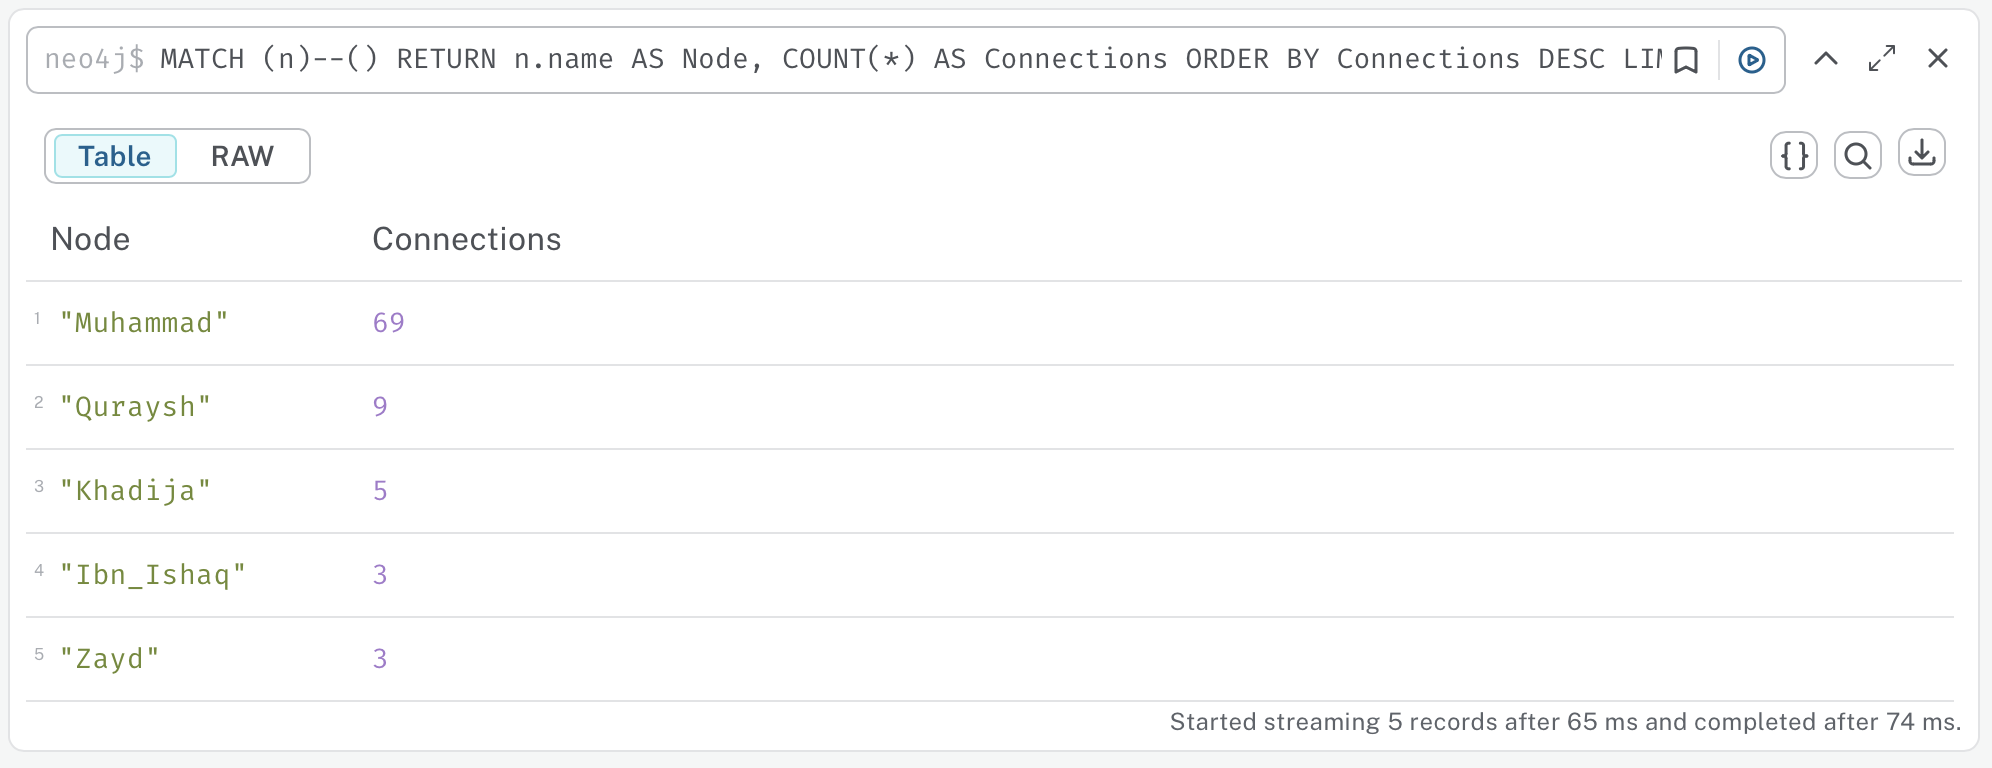 neo4j$ MATCH (n)--() RETURN n.name AS Node, COUNT(*) AS Connections ORDER BY Connections DESC LIM
Table RAW
{}
Node Connections
1 "Muhammad" 69
2 "Quraysh" 9
3 "Khadija" 5
4 "Ibn_Ishaq" 3
5 "Zayd" 3
Started streaming 5 records after 65 ms and completed after 74 ms.